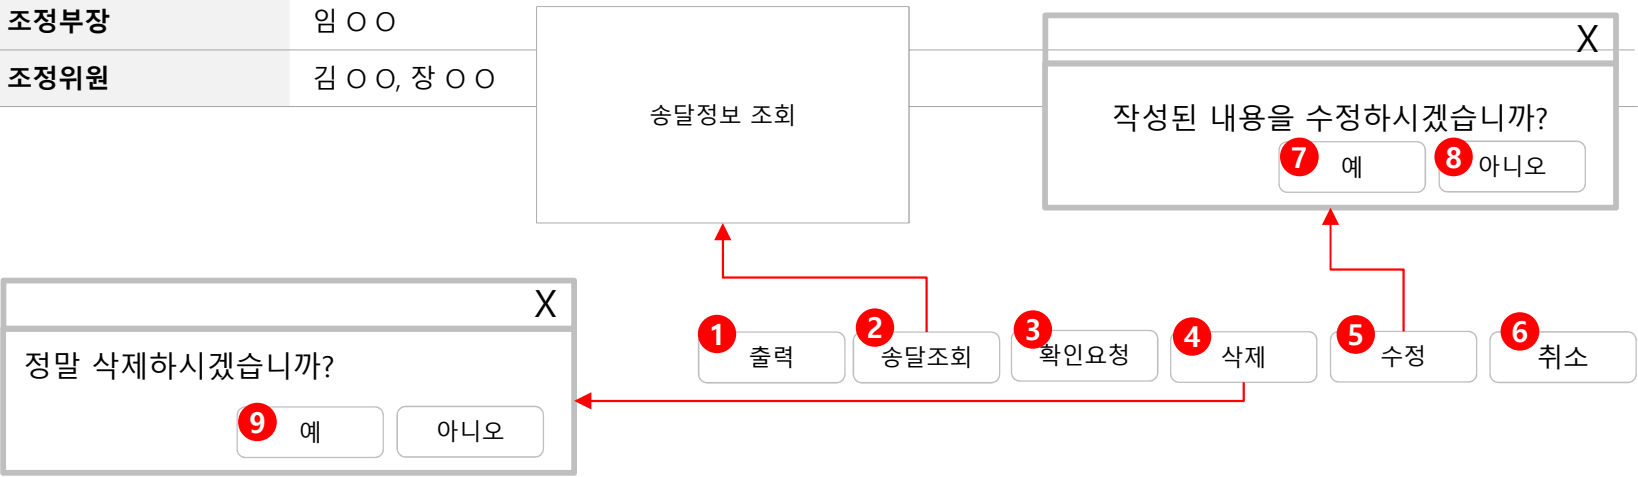 조정부장 임 O O
조정위원 김 O O, 장 O O
송달정보 조회
X
작성된 내용을 수정하시겠습니까?
7 예 8 아니오
X
정말 삭제하시겠습니까?
9 예 아니오
1 출력 2 송달조회 3 확인요청 4 삭제 5 수정 6 취소